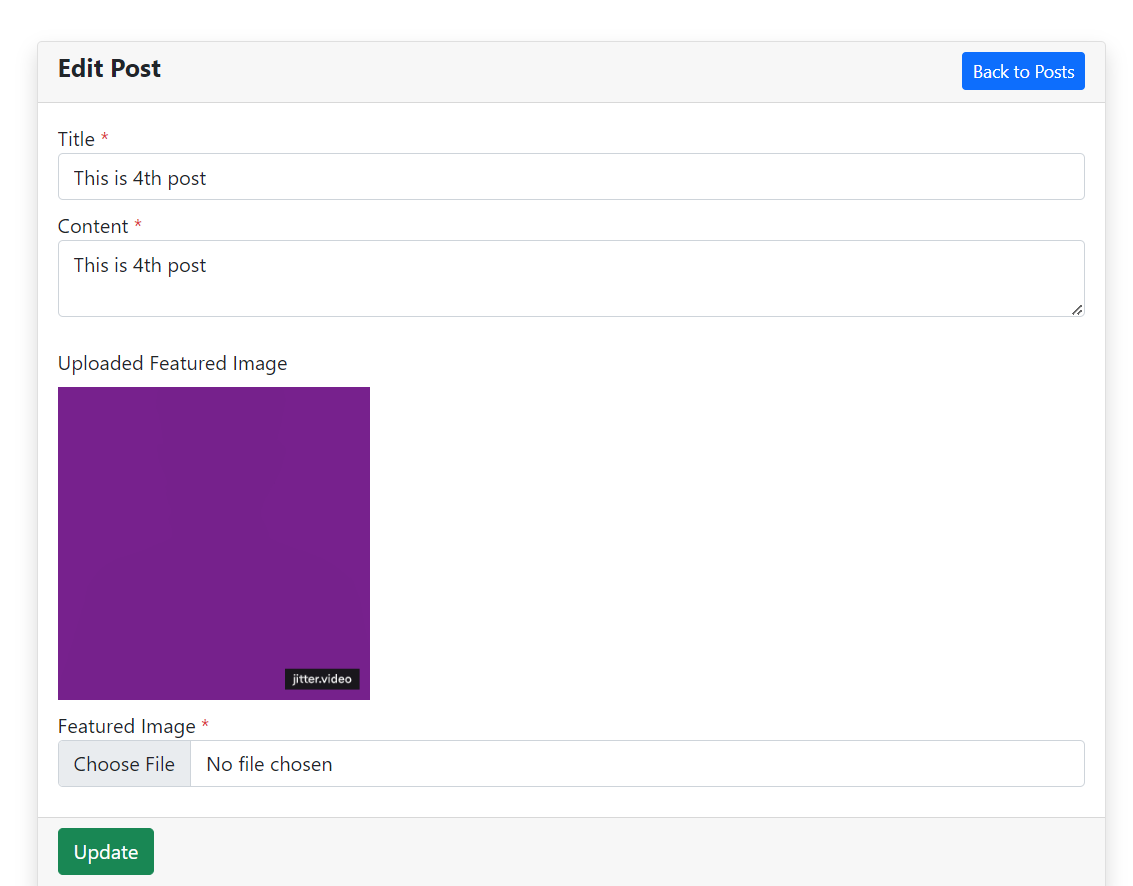 Edit Post
Back to Posts
Title *
This is 4th post
Content *
This is 4th post
Uploaded Featured Image
jitter.video
Featured Image *
Choose File No file chosen
Update